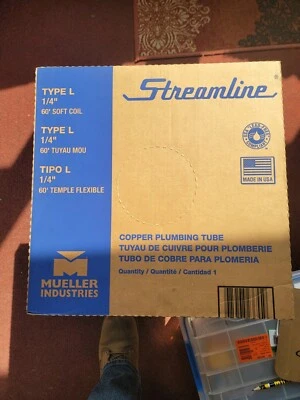 TYPE L
1/4"
60' SOFT COIL
TYPE L
1/4"
60' TUYAU MOU
TIPO L
1/4"
60' TEMPLE FLEXIBLE
MUELLER
INDUSTRIES
Streamline
MADE IN USA
COPPER PLUMBING TUBE
TUYAU DE CUIVRE POUR PLOMBERIE
TUBO DE COBRE PARA PLOMERIA
Quantity / Quantité / Cantided 1